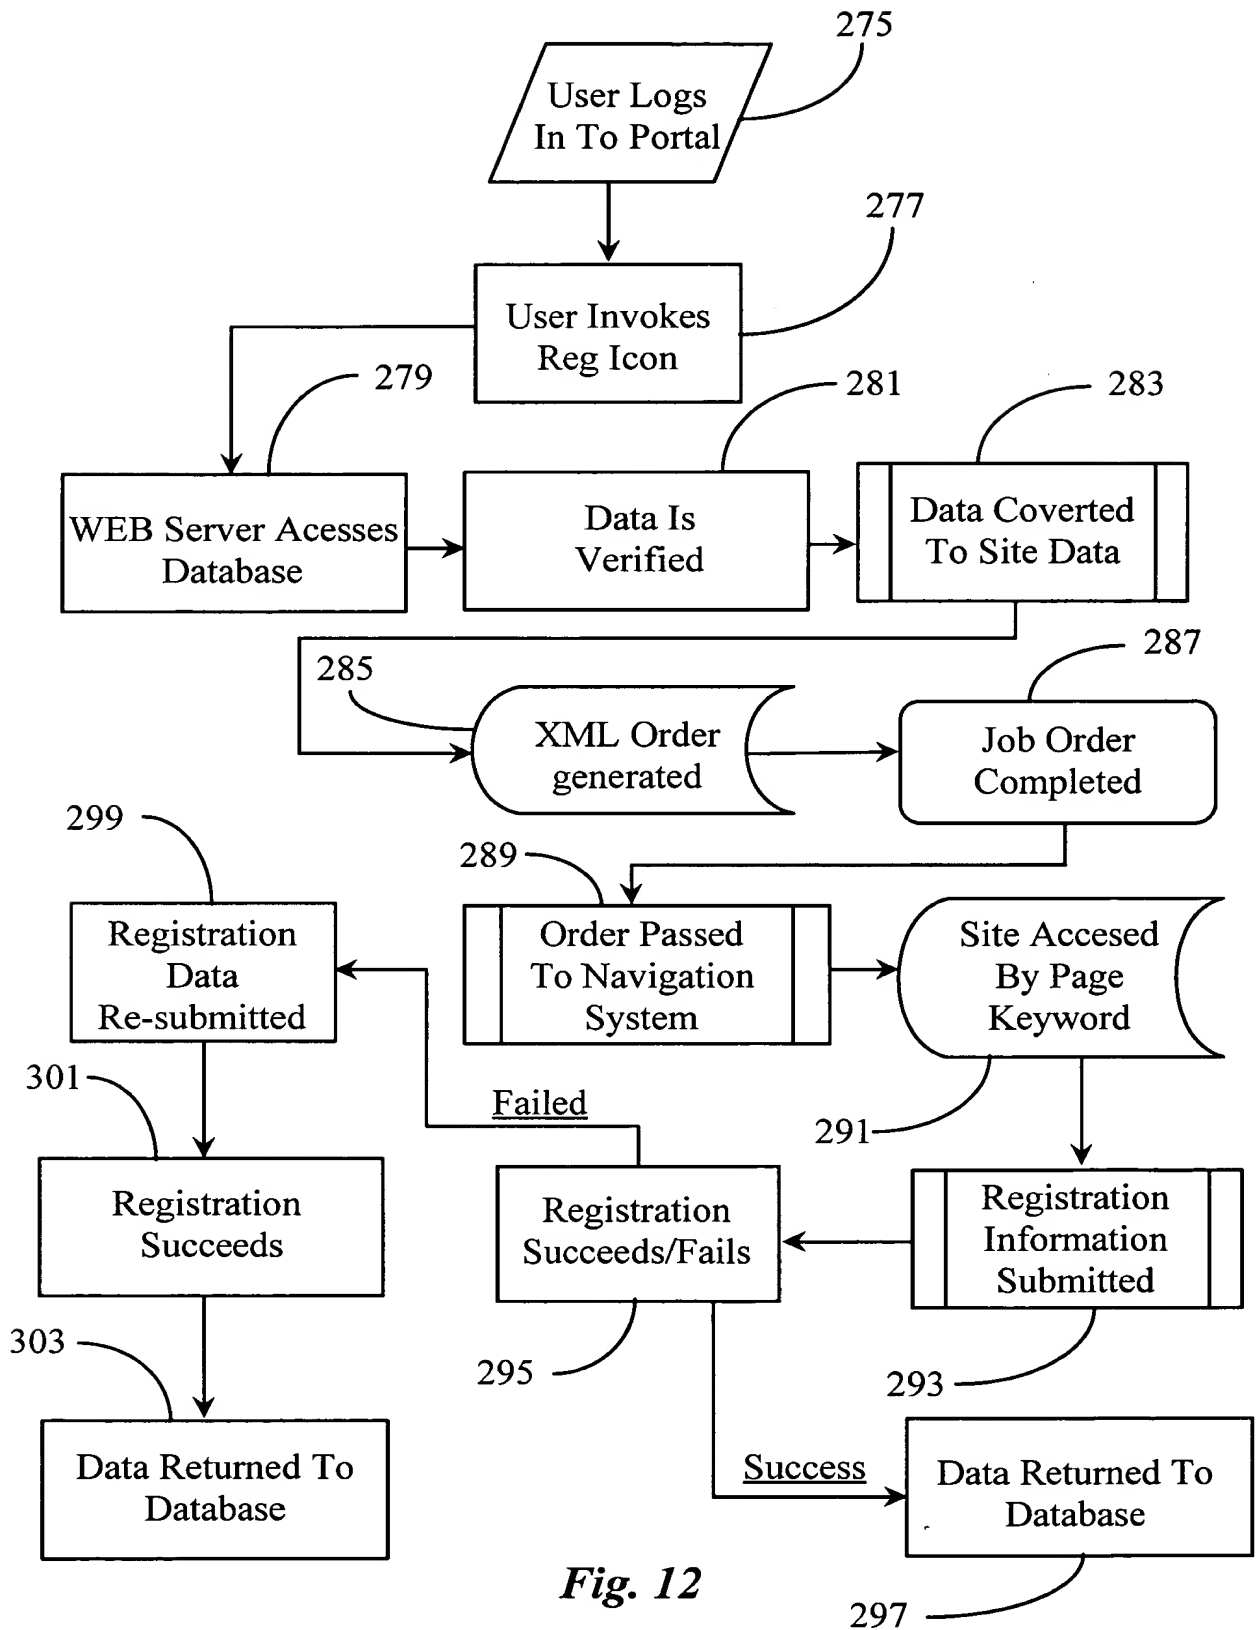 275
User Logs
In To Portal
277
User Invokes
Reg Icon
279
281
283
WEB Server Acesses
Database
Data Is
Verified
Data Coverted
To Site Data
285
287
XML Order
generated
Job Order
Completed
299
289
Registration
Data
Re-submitted
Order Passed
To Navigation
System
Site Accesed
By Page
Keyword
301
Failed
291
Registration
Succeeds
Registration
Succeeds/Fails
Registration
Information
Submitted
303
295
293
Data Returned To
Database
Success
Data Returned To
Database
Fig. 12
297